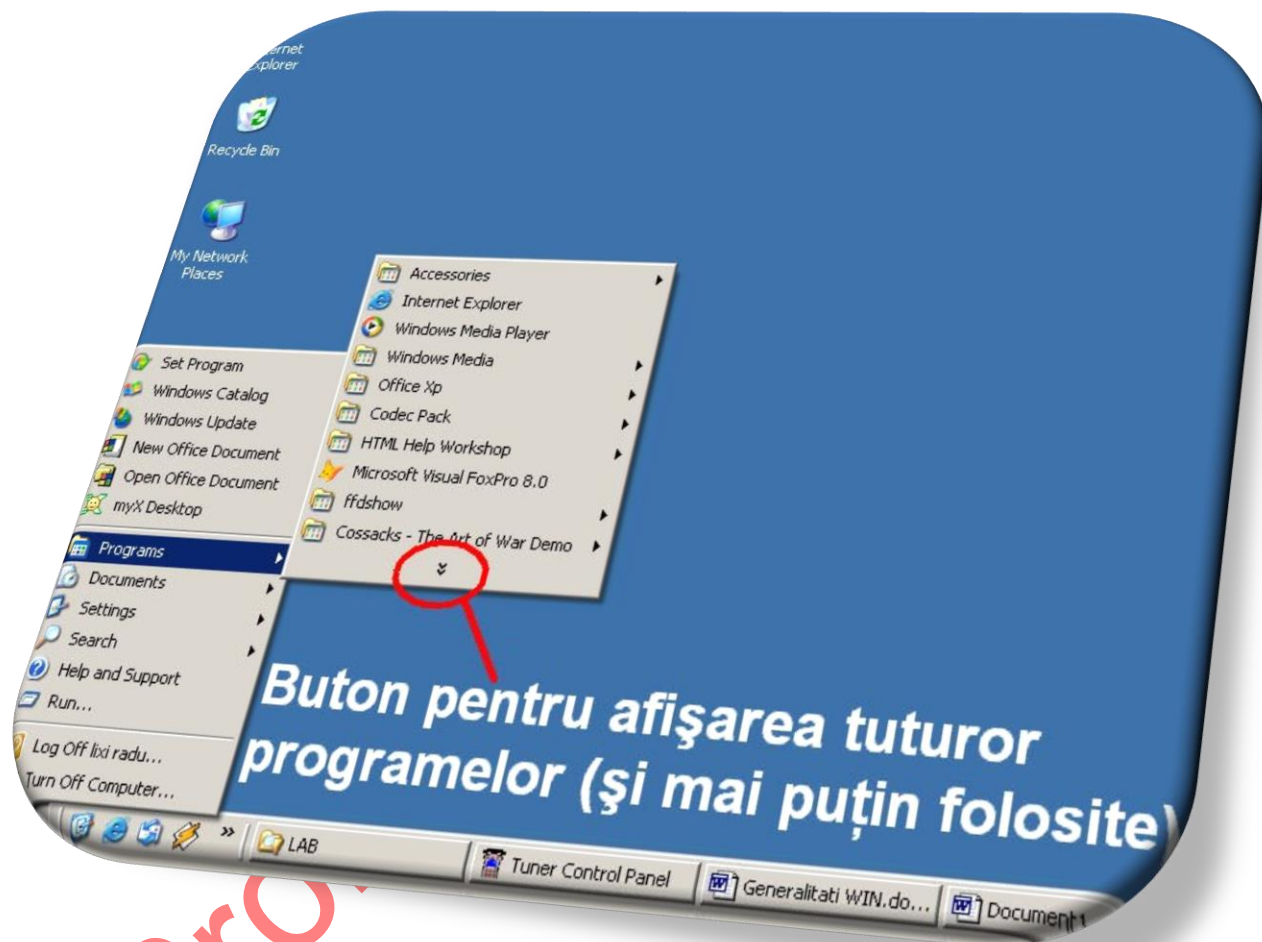 Explorer
Recycle Bin
My Network
Places
Accessories
Internet Explorer
Windows Media Player
Windows Media
Office Xp
Codec Pack
HTML Help Workshop
Microsoft Visual FoxPro 8.0
ffdshow
Cossacks - The Art of War Demo
Set Program
Windows Catalog
Windows Update
New Office Document
Open Office Document
myX Desktop
Programs
Documents
Settings
Search
Help and Support
Run...
Log Off lixi radu...
Turn Off Computer...
Buton pentru afişarea tuturor
programelor (şi mai puţin folosite)
LAB
Tuner Control Panel
Generalitati WIN.do...
Document1